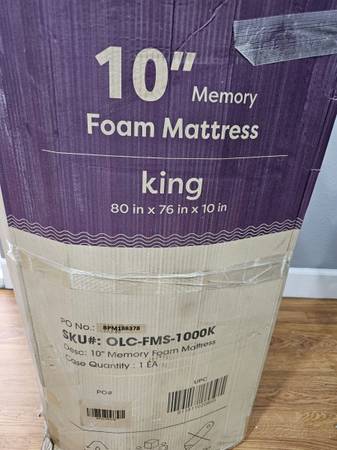 10" Memory
Foam Mattress
king
80 in x 76 in x 10 in
PO No.: BPM188378
SKU#: OLC-FMS-1000K
Desc: 10" Memory Foam Mattress
Case Quantity : 1 EA
PO# UPC